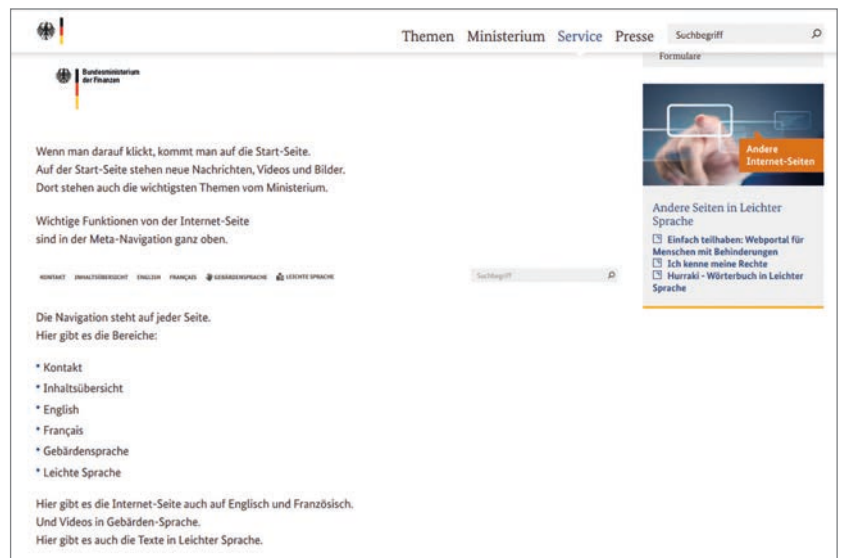 Themen Ministerium Service Presse Suchbegriff
Formulare
Bundesministerium
der Finanzen
Wenn man darauf klickt, kommt man auf die Start-Seite.
Auf der Start-Seite stehen neue Nachrichten, Videos und Bilder.
Dort stehen auch die wichtigsten Themen vom Ministerium.
Wichtige Funktionen von der Internet-Seite
sind in der Meta-Navigation ganz oben.
KONTAKT INHALTSÜBERSICHT ENGLISH FRANÇAIS GEBÄRDENSPRACHE LEICHTE SPRACHE Suchbegriff
Die Navigation steht auf jeder Seite.
Hier gibt es die Bereiche:
• Kontakt
• Inhaltsübersicht
• English
• Français
• Gebärdensprache
• Leichte Sprache
Hier gibt es die Internet-Seite auch auf Englisch und Französisch.
Und Videos in Gebärden-Sprache.
Hier gibt es auch die Texte in Leichter Sprache.
Andere
Internet-Seiten
Andere Seiten in Leichter
Sprache
Einfach teilhaben: Webportal für
Menschen mit Behinderungen
Ich kenne meine Rechte
Hurraki - Wörterbuch in Leichter
Sprache